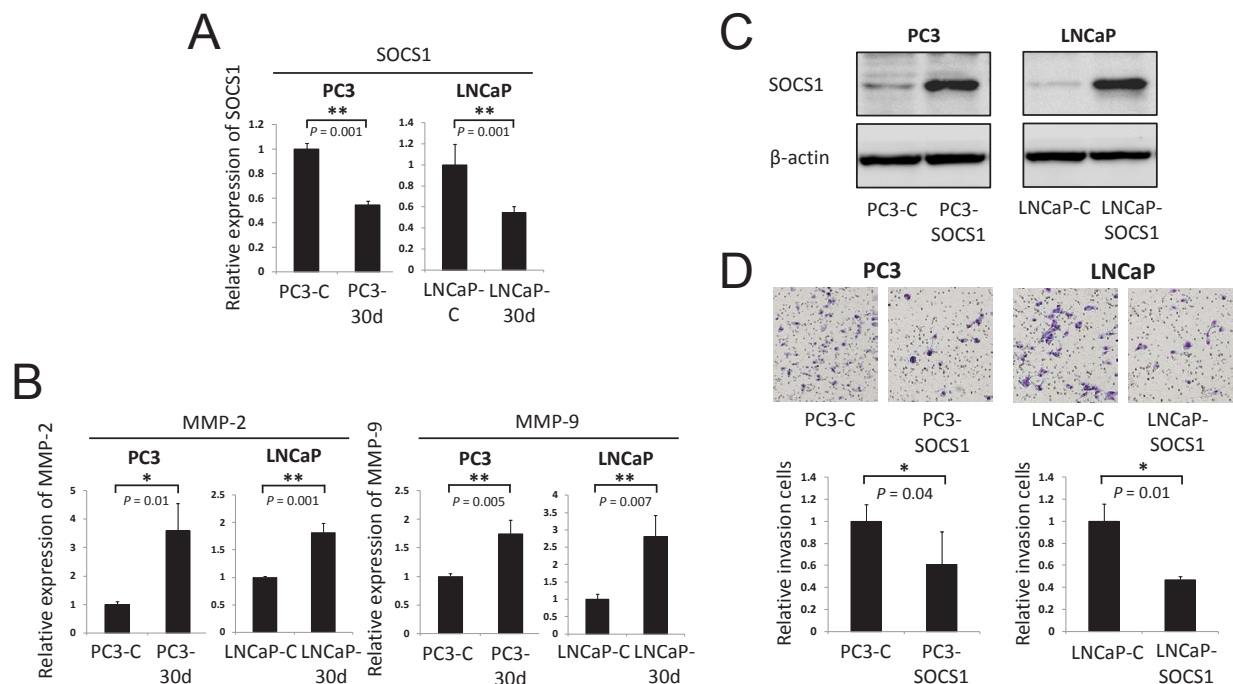 A
SOCS1
Relative expression of SOCS1
PC3
**
P = 0.001
1.2
1
0.8
0.6
0.4
0.2
0
PC3-C
PC3-
30d
LNCaP
**
P = 0.001
1.4
1.2
1
0.8
0.6
0.4
0.2
0
LNCaP-
C
LNCaP-
30d
B
MMP-2
Relative expression of MMP-2
PC3
*
P = 0.01
5
4
3
2
1
0
PC3-C
PC3-
30d
LNCaP
**
P = 0.001
2.5
2
1.5
1
0.5
0
LNCaP-C
LNCaP-
30d
MMP-9
Relative expression of MMP-9
PC3
**
P = 0.005
2.5
2
1.5
1
0.5
0
PC3-C
PC3-
30d
LNCaP
**
P = 0.007
4
3.5
3
2.5
2
1.5
1
0.5
0
LNCaP-C
LNCaP-
30d
C
PC3
LNCaP
SOCS1
β-actin
PC3-C
PC3-
SOCS1
LNCaP-C
LNCaP-
SOCS1
D
PC3
LNCaP
PC3-C
PC3-
SOCS1
LNCaP-C
LNCaP-
SOCS1
Relative invasion cells
*
P = 0.04
1.4
1.2
1
0.8
0.6
0.4
0.2
0
PC3-C
PC3-
SOCS1
Relative invasion cells
*
P = 0.01
1.4
1.2
1
0.8
0.6
0.4
0.2
0
LNCaP-C
LNCaP-
SOCS1